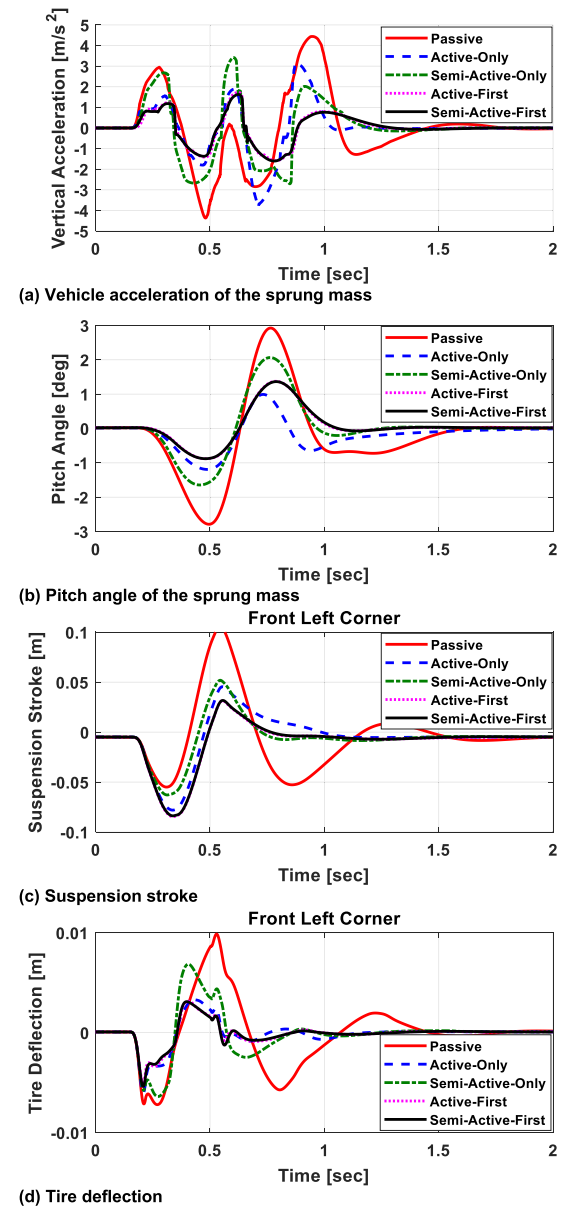 5
4
3
2
1
0
-1
-2
-3
-4
-5
Vertical Acceleration [m/s²]
Passive
Active-Only
Semi-Active-Only
Active-First
Semi-Active-First
0 0.5 1 1.5 2
Time [sec]
(a) Vehicle acceleration of the sprung mass
3
2
1
0
-1
-2
-3
Pitch Angle [deg]
Passive
Active-Only
Semi-Active-Only
Active-First
Semi-Active-First
0 0.5 1 1.5 2
Time [sec]
(b) Pitch angle of the sprung mass
Front Left Corner
0.1
0.05
0
-0.05
-0.1
Suspension Stroke [m]
Passive
Active-Only
Semi-Active-Only
Active-First
Semi-Active-First
0 0.5 1 1.5 2
Time [sec]
(c) Suspension stroke
Front Left Corner
0.01
0
-0.01
Tire Deflection [m]
Passive
Active-Only
Semi-Active-Only
Active-First
Semi-Active-First
0 0.5 1 1.5 2
Time [sec]
(d) Tire deflection